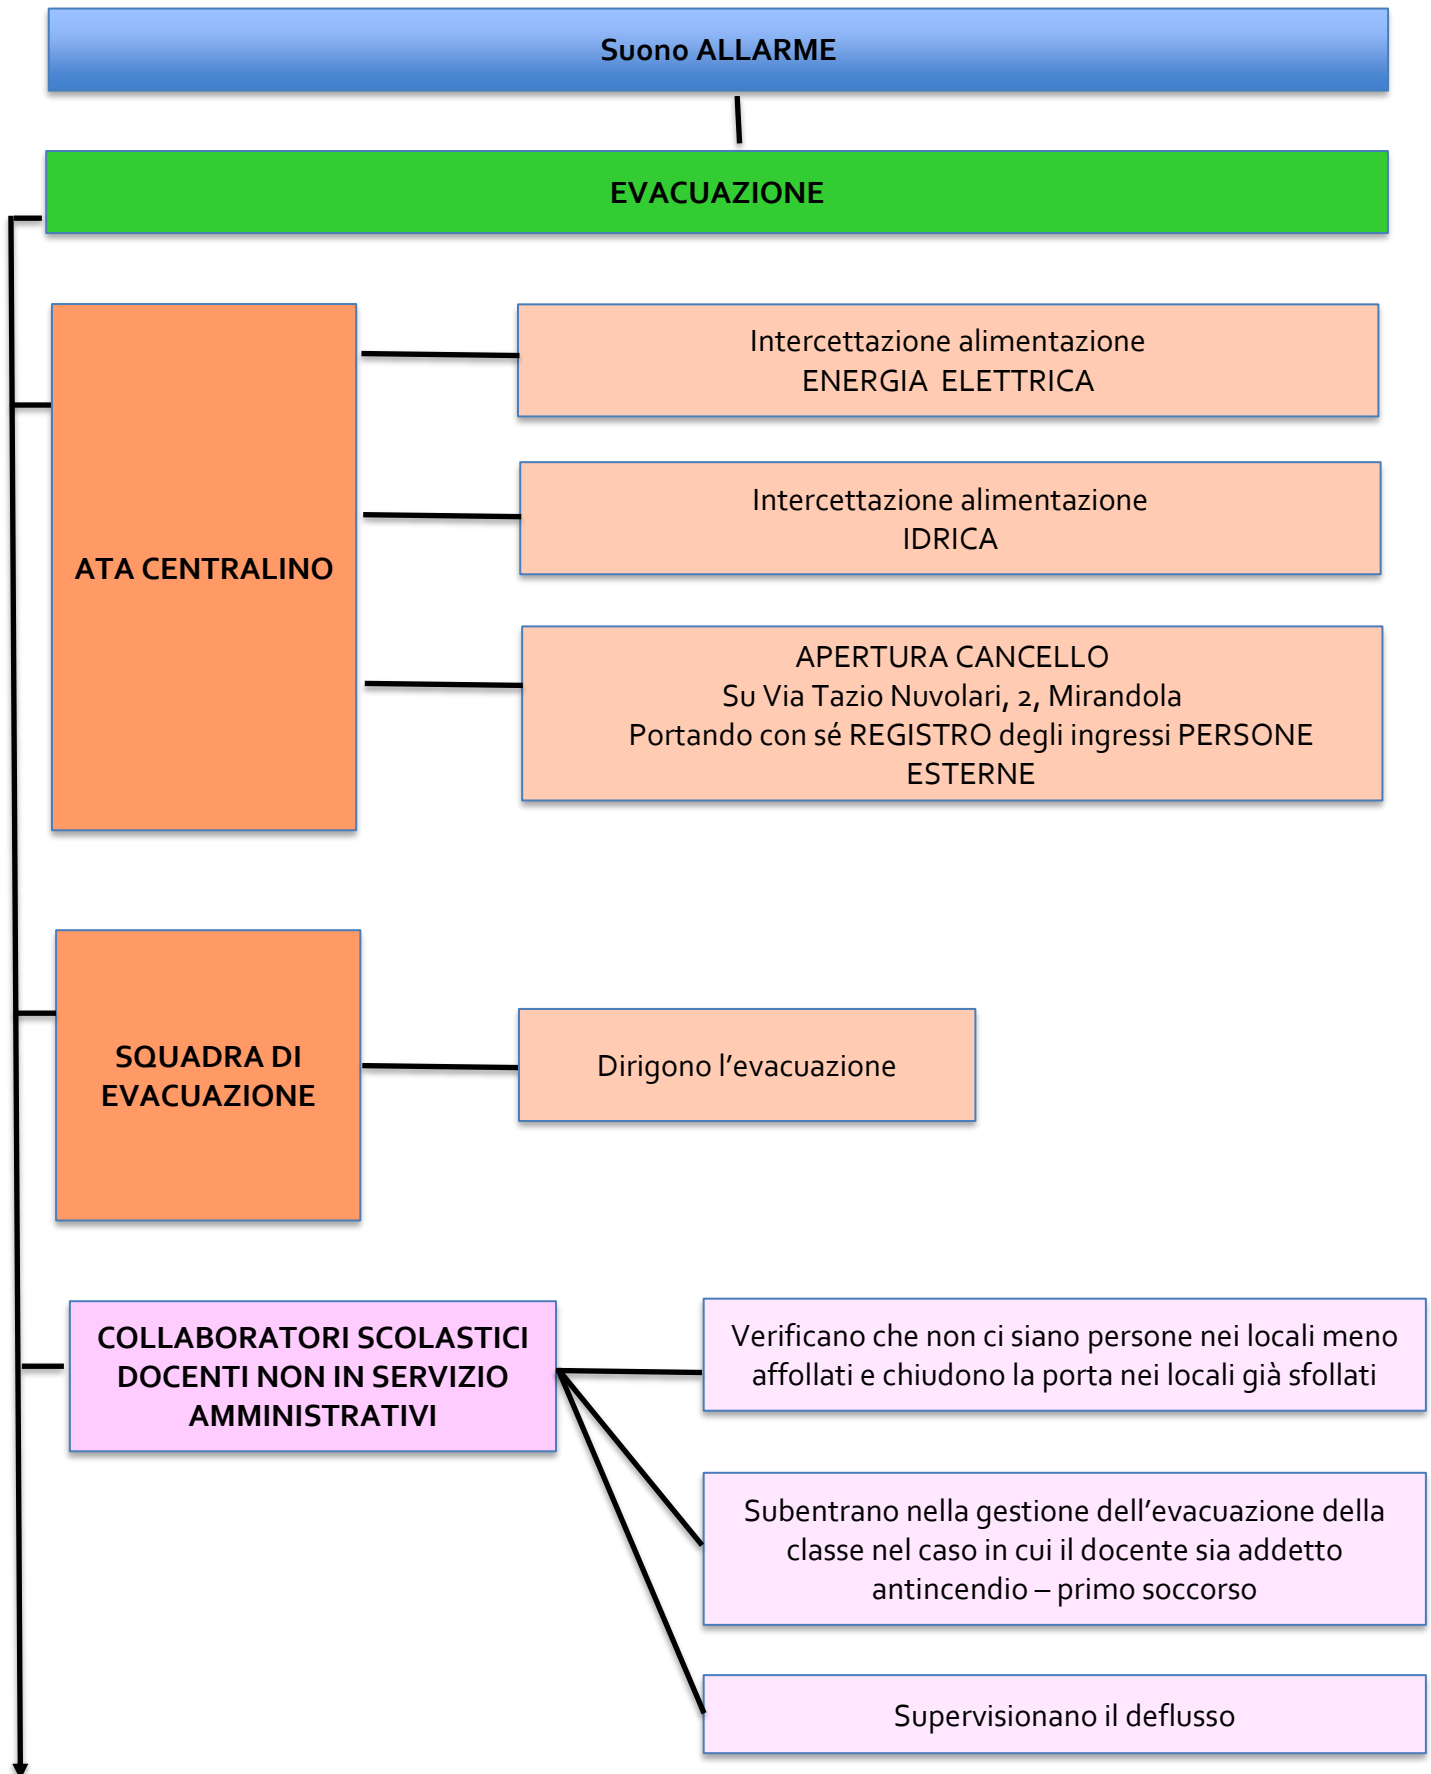 Suono ALLARME
EVACUAZIONE
ATA CENTRALINO
Intercettazione alimentazione
ENERGIA ELETTRICA
Intercettazione alimentazione
IDRICA
APERTURA CANCELLO
Su Via Tazio Nuvolari, 2, Mirandola
Portando con sé REGISTRO degli ingressi PERSONE
ESTERNE
SQUADRA DI
EVACUAZIONE
Dirigono l’evacuazione
COLLABORATORI SCOLASTICI
DOCENTI NON IN SERVIZIO
AMMINISTRATIVI
Verificano che non ci siano persone nei locali meno
affollati e chiudono la porta nei locali già sfollati
Subentrano nella gestione dell’evacuazione della
classe nel caso in cui il docente sia addetto
antincendio – primo soccorso
Supervisionano il deflusso